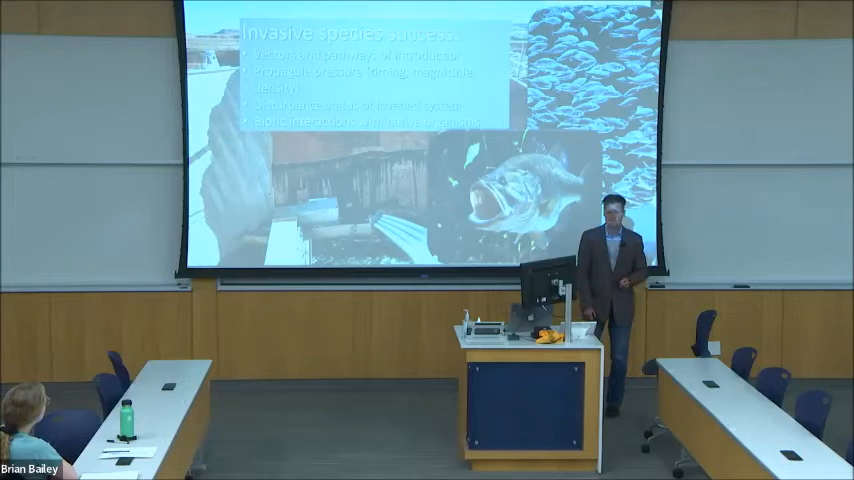 Invasive species success:
• Vectors and pathways of introduction
• Propagule pressure (timing, magnitude,
density)
• Disturbance status of invaded system
• Biotic interactions with native organisms
Brian Bailey